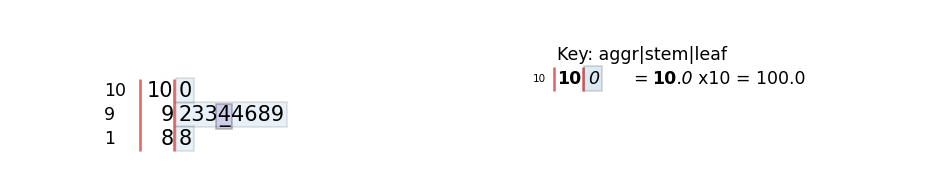 Key: aggr|stem|leaf
10 10 0 = 10.0 x10 = 100.0
10 10 0
9 9 23344689
1 8 8